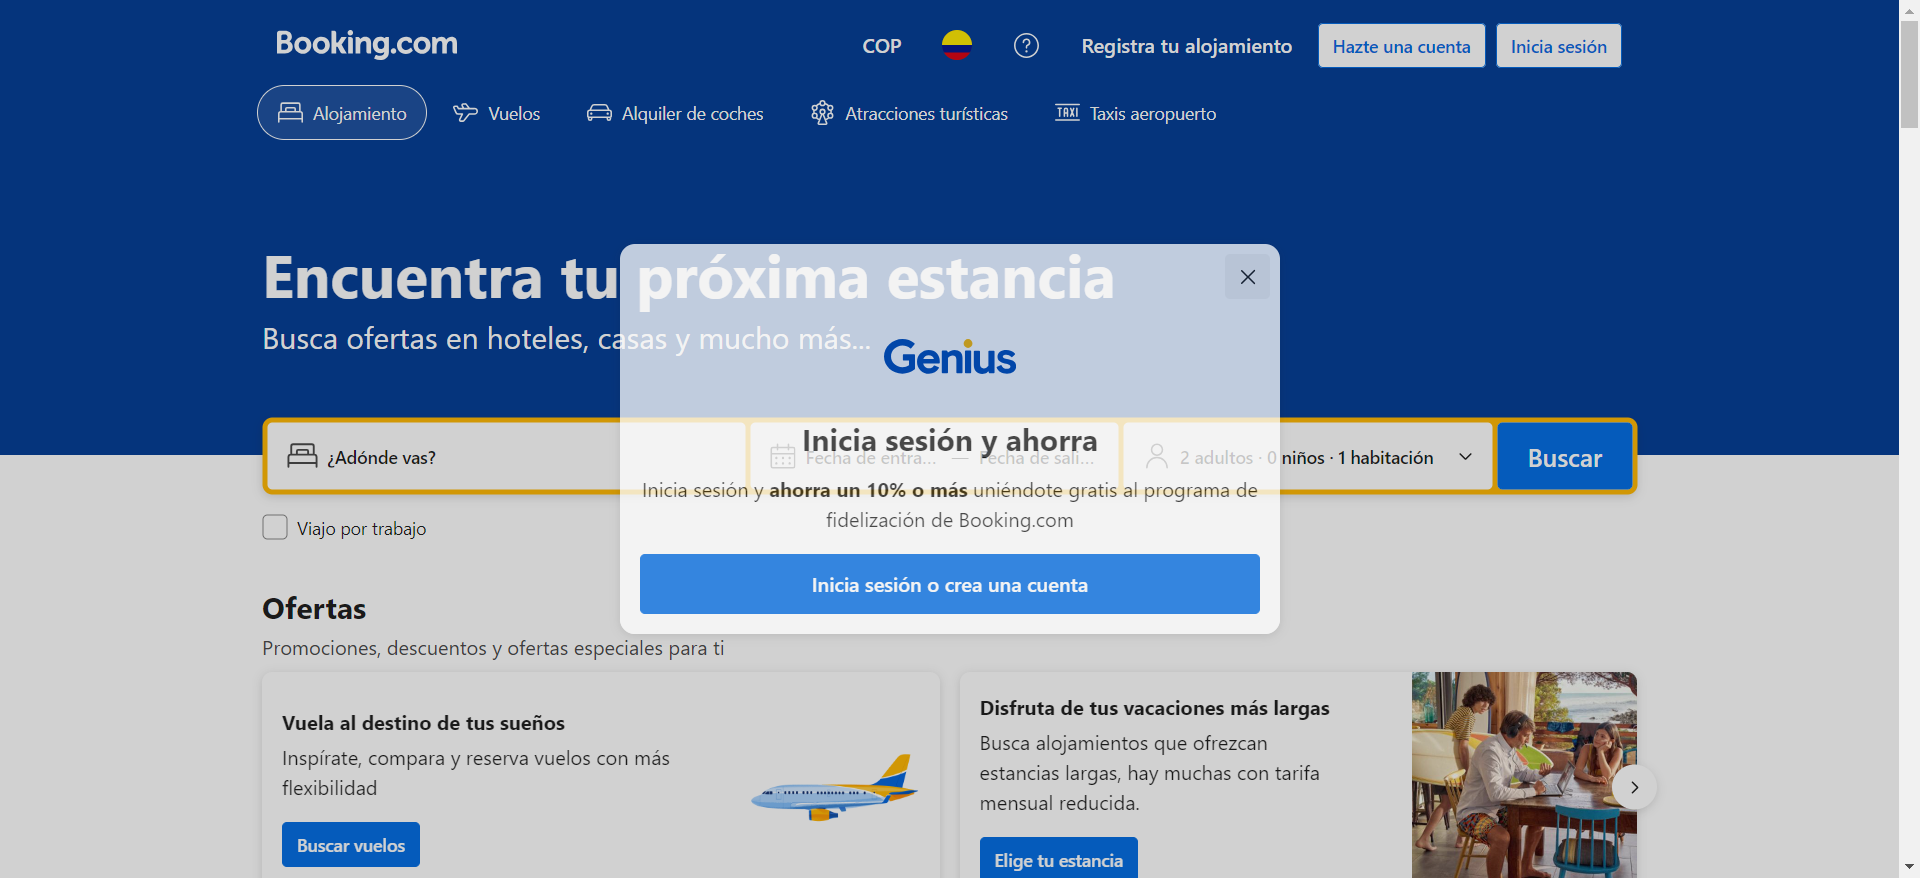 Booking.com
COP
Registra tu alojamiento
Hazte una cuenta
Inicia sesión
Alojamiento
Vuelos
Alquiler de coches
Atracciones turísticas
TAXI
Taxis aeropuerto
Encuentra tu próxima estancia
Busca ofertas en hoteles, casas y mucho más...
Genius
Inicia sesión y ahorra
Inicia sesión y ahorra un 10% o más uniéndote gratis al programa de
fidelización de Booking.com
Inicia sesión o crea una cuenta
¿Adónde vas?
Fecha de entra... — Fecha de sali...
2 adultos · 0 niños · 1 habitación
Buscar
Viajo por trabajo
Ofertas
Promociones, descuentos y ofertas especiales para ti
Vuela al destino de tus sueños
Inspírate, compara y reserva vuelos con más
flexibilidad
Buscar vuelos
Disfruta de tus vacaciones más largas
Busca alojamientos que ofrezcan
estancias largas, hay muchas con tarifa
mensual reducida.
Elige tu estancia